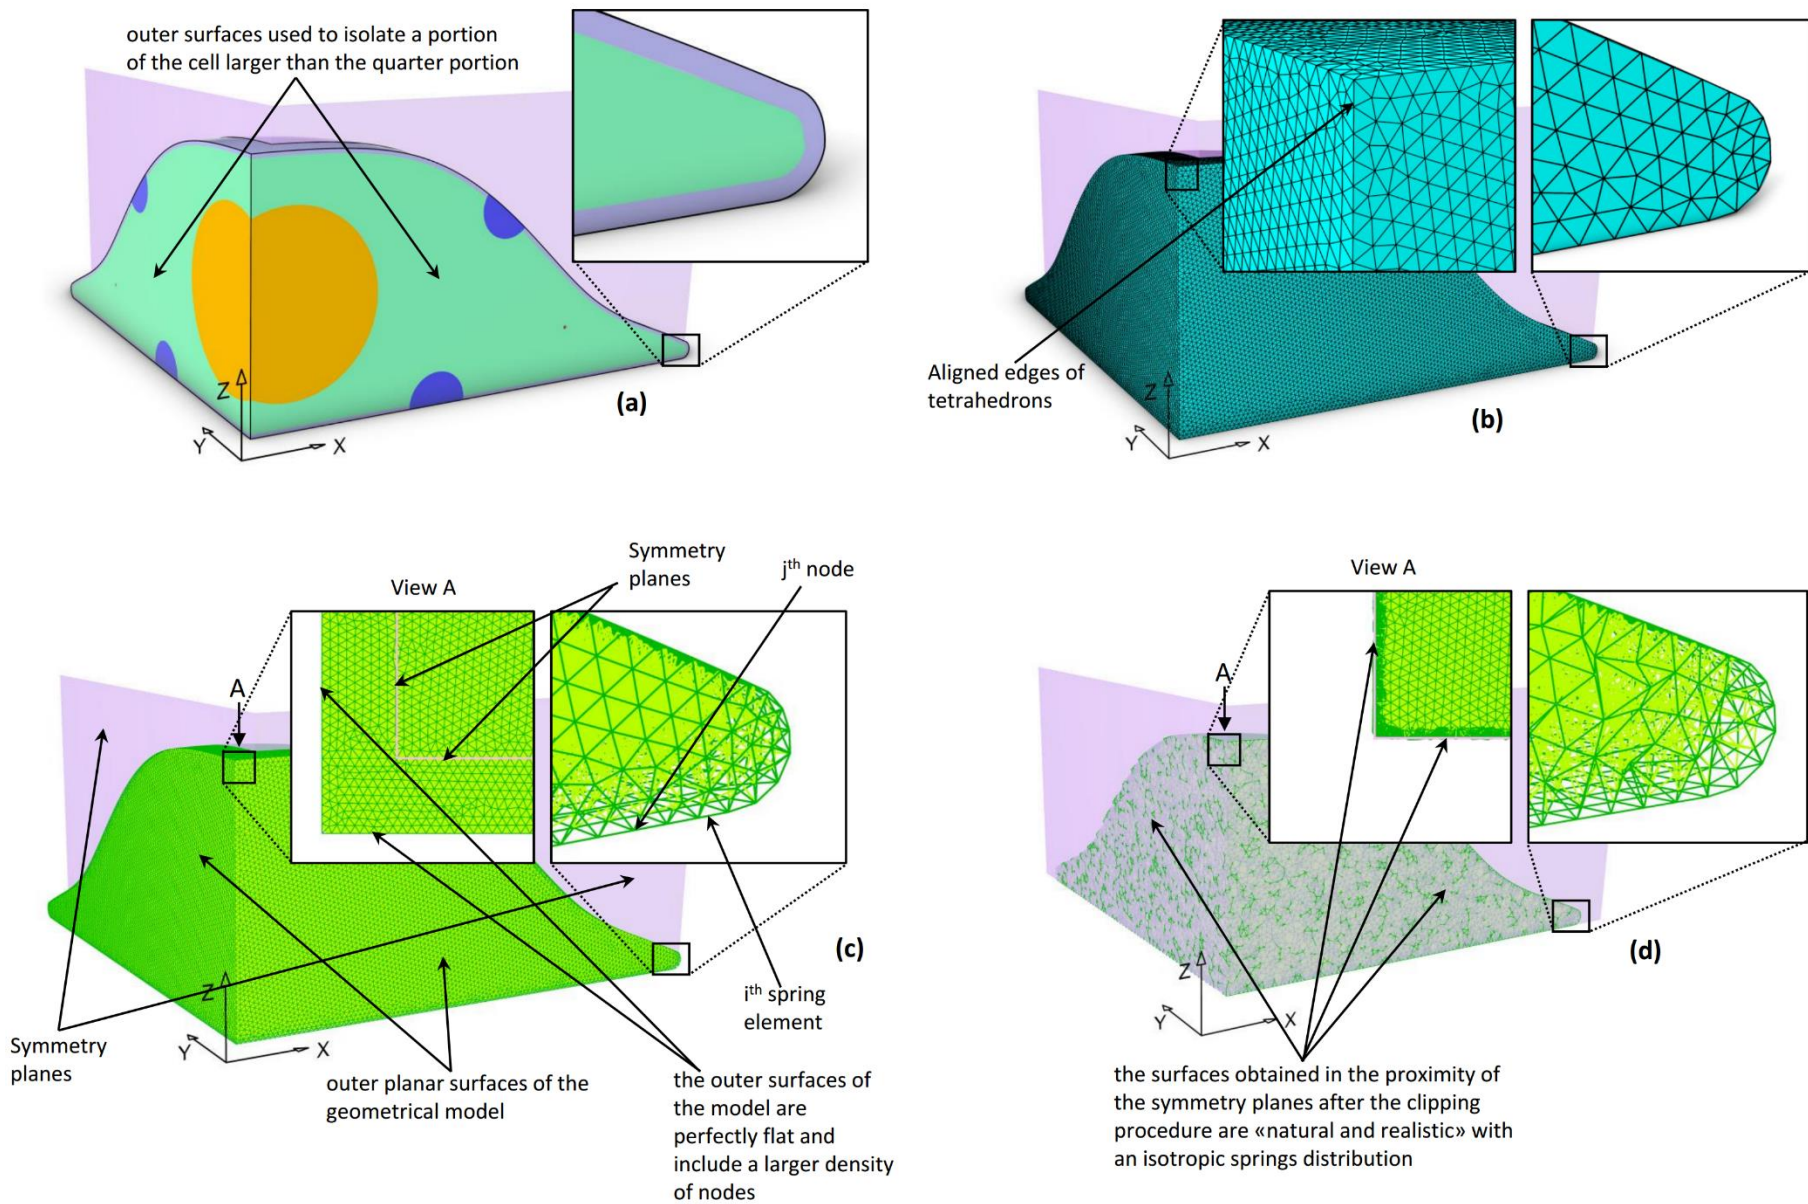 outer surfaces used to isolate a portion
of the cell larger than the quarter portion
Z
Y
X
(a)
Aligned edges of
tetrahedrons
Z
Y
X
(b)
View A
Symmetry
planes
jth node
A
Z
Y
X
(c)
Symmetry
planes
outer planar surfaces of the
geometrical model
the outer surfaces of
the model are
perfectly flat and
include a larger density
of nodes
ith spring
element
View A
A
Z
Y
X
(d)
the surfaces obtained in the proximity of
the symmetry planes after the clipping
procedure are «natural and realistic» with
an isotropic springs distribution